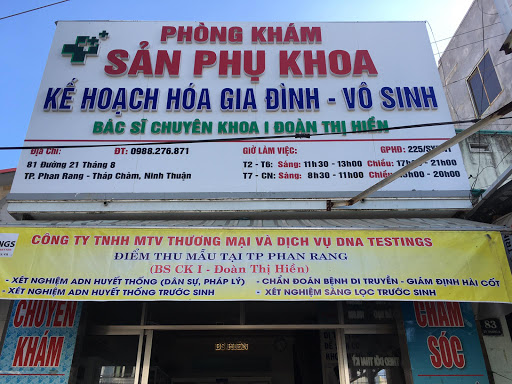 PHÒNG KHÁM
SẢN PHỤ KHOA
KẾ HOẠCH HÓA GIA ĐÌNH - VÔ SINH
BÁC SĨ CHUYÊN KHOA I ĐOÀN THỊ HIỀN
Địa Chỉ: ĐT: 0988.276.871
81 Đường 21 Tháng 8
TP. Phan Rang - Tháp Chàm, Ninh Thuận
GIỜ LÀM VIỆC: GPHĐ: 225/
T2 - T6: Sáng: 11h30 - 13h00 Chiều: 21h00
T7 - CN: Sáng: 8h30 - 11h00 Chiều: 20h00
NGS
CÔNG TY TNHH MTV THƯƠNG MẠI VÀ DỊCH VỤ DNA TESTINGS
ĐIỂM THU MẪU TẠI TP PHAN RANG
(BS CK I - Đoàn Thị Hiền)
- XÉT NGHIỆM ADN HUYẾT THỐNG (DÂN SỰ, PHÁP LÝ)
- XÉT NGHIỆM ADN HUYẾT THỐNG TRƯỚC SINH
- CHẨN ĐOÁN BỆNH DI TRUYỀN - GIÁM ĐỊNH HÀI CỐT
- XÉT NGHIỆM SÀNG LỌC TRƯỚC SINH
CHUYÊN
KHÁM
CHĂM
SÓC
83